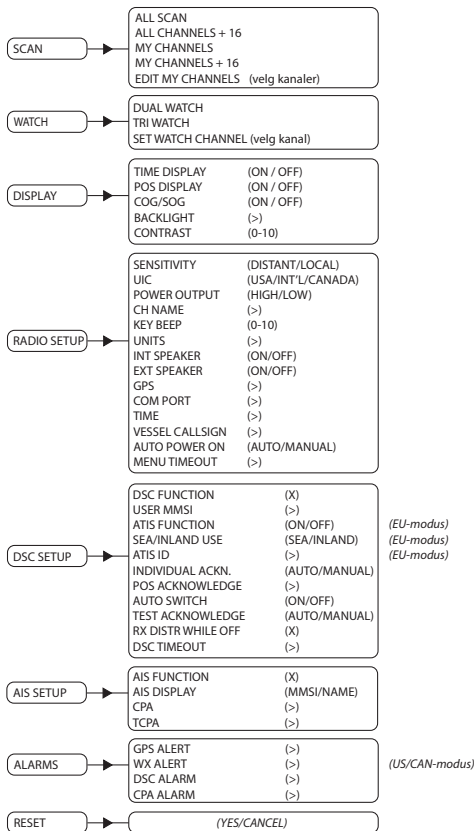 SCAN
ALL SCAN
ALL CHANNELS + 16
MY CHANNELS
MY CHANNELS + 16
EDIT MY CHANNELS (velg kanaler)
WATCH
DUAL WATCH
TRI WATCH
SET WATCH CHANNEL (velg kanal)
DISPLAY
TIME DISPLAY (ON / OFF)
POS DISPLAY (ON / OFF)
COG/SOG (ON / OFF)
BACKLIGHT (>)
CONTRAST (0-10)
RADIO SETUP
SENSITIVITY (DISTANT/LOCAL)
UIC (USA/INT'L/CANADA)
POWER OUTPUT (HIGH/LOW)
CH NAME (>)
KEY BEEP (0-10)
UNITS (>)
INT SPEAKER (ON/OFF)
EXT SPEAKER (ON/OFF)
GPS (>)
COM PORT (>)
TIME (>)
VESSEL CALLSIGN (>)
AUTO POWER ON (AUTO/MANUAL)
MENU TIMEOUT (>)
DSC SETUP
DSC FUNCTION (X)
USER MMSI (>)
ATIS FUNCTION (ON/OFF) (EU-modus)
SEA/INLAND USE (SEA/INLAND) (EU-modus)
ATIS ID (>) (EU-modus)
INDIVIDUAL ACKN. (AUTO/MANUAL)
POS ACKNOWLEDGE (>)
AUTO SWITCH (ON/OFF)
TEST ACKNOWLEDGE (AUTO/MANUAL)
RX DISTR WHILE OFF (X)
DSC TIMEOUT (>)
AIS SETUP
AIS FUNCTION (X)
AIS DISPLAY (MMSI/NAME)
CPA (>)
TCPA (>)
ALARMS
GPS ALERT (>)
WX ALERT (>) (US/CAN-modus)
DSC ALARM (>)
CPA ALARM (>)
RESET
(YES/CANCEL)